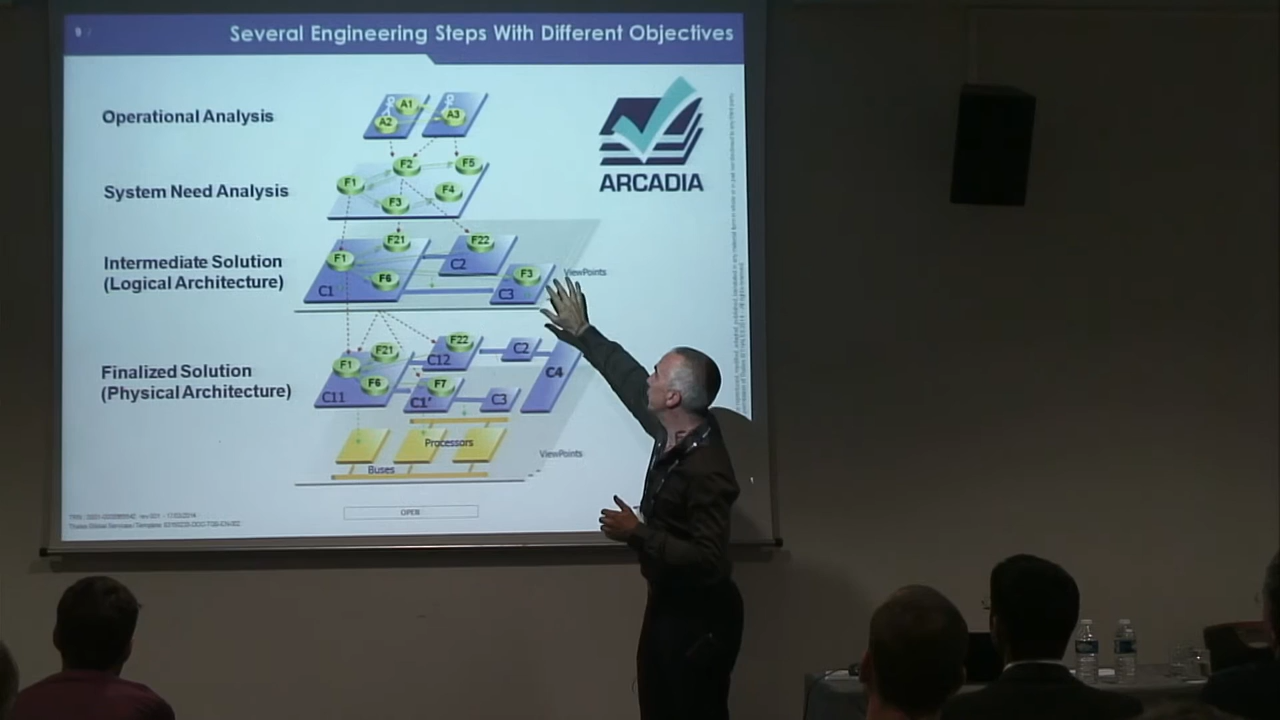 Several Engineering Steps With Different Objectives
Operational Analysis
A1
A2
A3
System Need Analysis
F1
F2
F5
F4
F3
ARCADIA
Intermediate Solution
(Logical Architecture)
F1
F21
F22
F6
F3
C1
C2
C3
ViewPoints
Finalized Solution
(Physical Architecture)
F1
F21
F22
F6
F7
C11
C12
C1'
C2
C3
C4
Processors
Buses
ViewPoints
OPEN